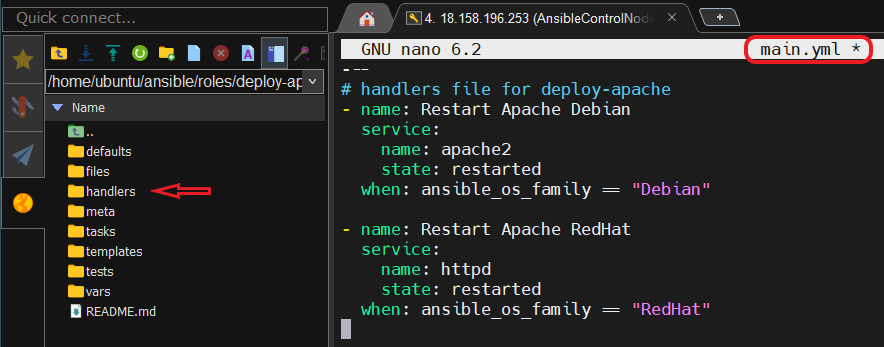 Quick connect...
4. 18.158.196.253 (AnsibleControlNode
/home/ubuntu/ansible/roles/deploy-ap
Name
..
defaults
files
handlers
meta
tasks
templates
tests
vars
README.md
GNU nano 6.2 main.yml *
---
# handlers file for deploy-apache
- name: Restart Apache Debian
service:
name: apache2
state: restarted
when: ansible_os_family == "Debian"
- name: Restart Apache RedHat
service:
name: httpd
state: restarted
when: ansible_os_family == "RedHat"